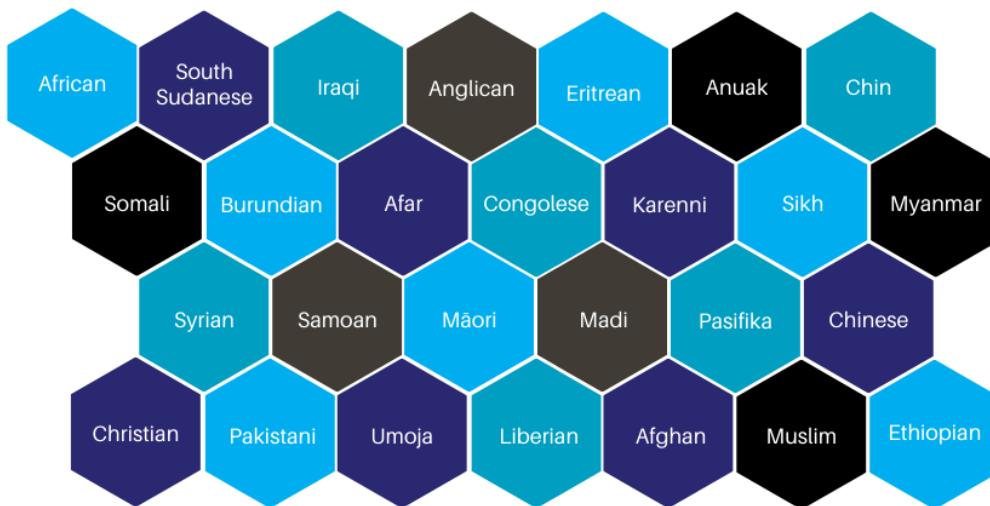 African
South
Sudanese
Iraqi
Anglican
Eritrean
Anuak
Chin
Somali
Burundian
Afar
Congolese
Karenni
Sikh
Myanmar
Syrian
Samoan
Māori
Madi
Pasifika
Chinese
Christian
Pakistani
Umoja
Liberian
Afghan
Muslim
Ethiopian